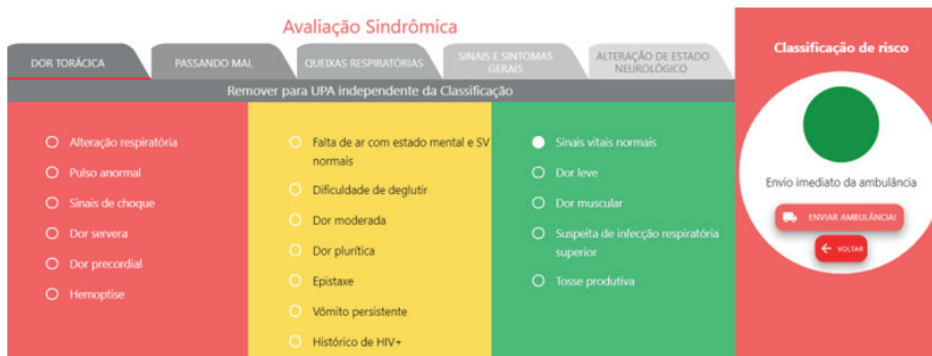 Avaliação Sindrômica
DOR TORÁCICA
PASSANDO MAL
QUEIXAS RESPIRATÓRIAS
SINAIS E SINTOMAS
GERAIS
ALTERAÇÃO DE ESTADO
NEUROLÓGICO
Remover para UPA independente da Classificação
Alteração respiratória
Pulso anormal
Sinais de choque
Dor servera
Dor precordial
Hemoptise
Falta de ar com estado mental e SV
normais
Dificuldade de deglutir
Dor moderada
Dor plurítica
Epistaxe
Vômito persistente
Histórico de HIV+
Sinais vitais normais
Dor leve
Dor muscular
Suspeita de infecção respiratória
superior
Tosse produtiva
Classificação de risco
Envio imediato da ambulância
ENVIAR AMBULÂNCIA!
VOLTAR